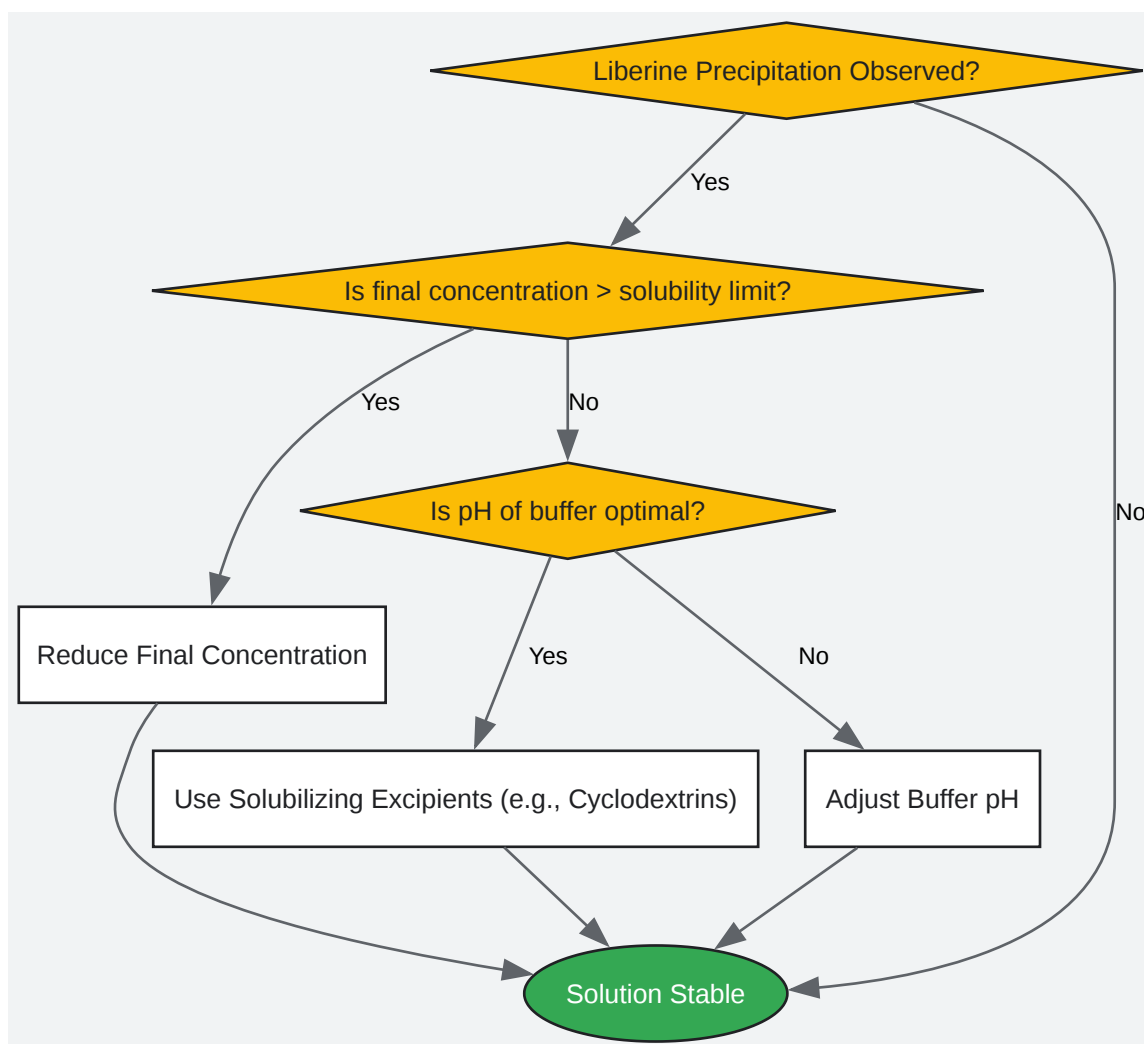 Liberine Precipitation Observed?
Yes
Is final concentration > solubility limit?
Yes
No
Is pH of buffer optimal?
No
Reduce Final Concentration
Yes
No
Use Solubilizing Excipients (e.g., Cyclodextrins)
Adjust Buffer pH
Solution Stable